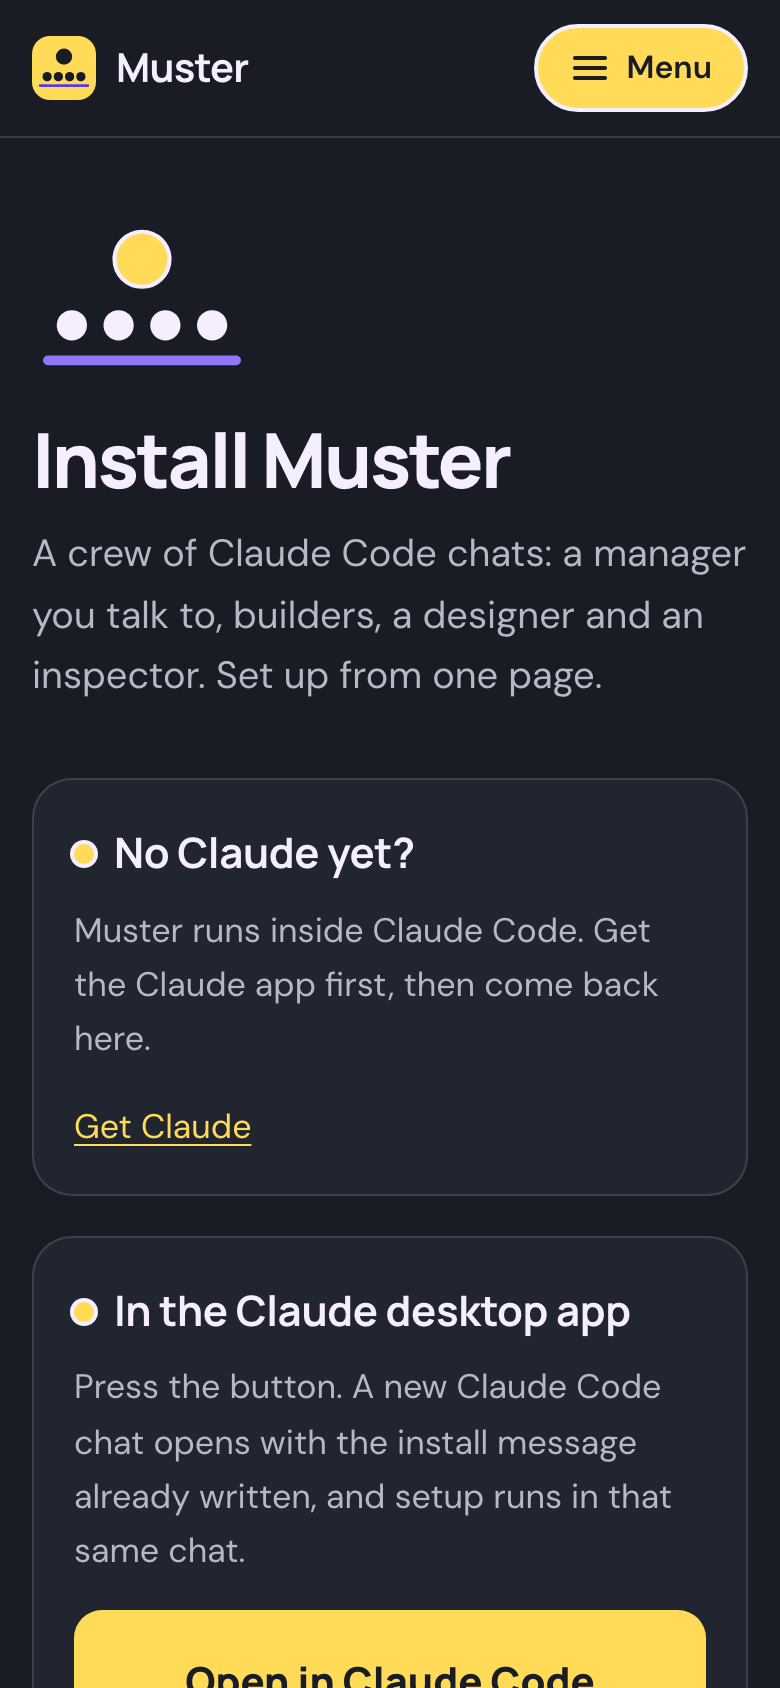 Muster
Menu
Install Muster
A crew of Claude Code chats: a manager
you talk to, builders, a designer and an
inspector. Set up from one page.
No Claude yet?
Muster runs inside Claude Code. Get
the Claude app first, then come back
here.
Get Claude
In the Claude desktop app
Press the button. A new Claude Code
chat opens with the install message
already written, and setup runs in that
same chat.
Open in Claude Code